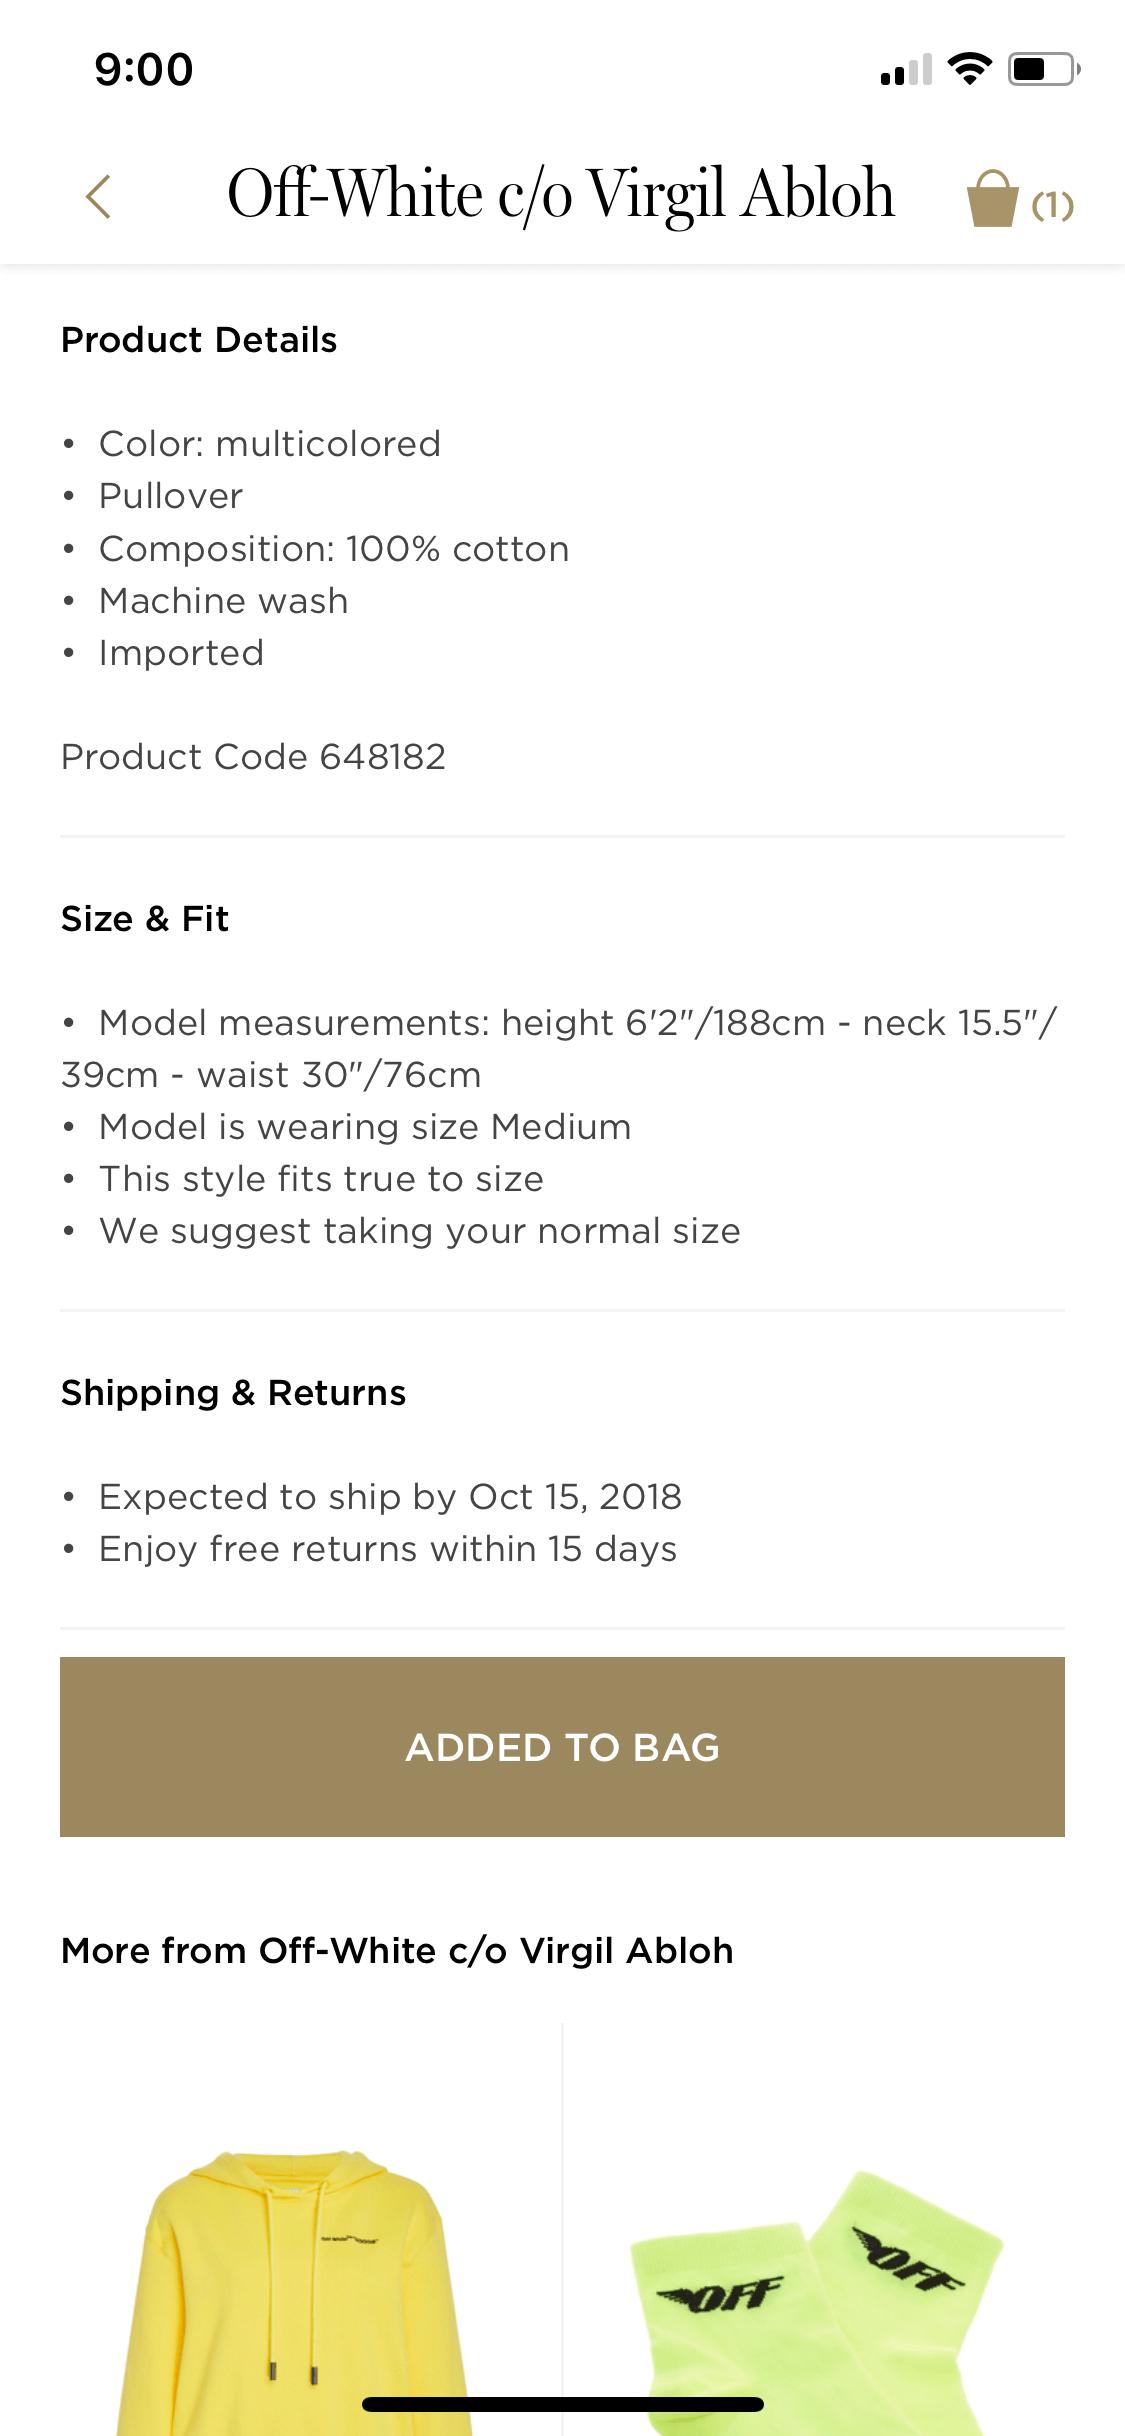 9:00
Off-White c/o Virgil Abloh
(1)
Product Details
• Color: multicolored
• Pullover
• Composition: 100% cotton
• Machine wash
• Imported
Product Code 648182
Size & Fit
• Model measurements: height 6'2"/188cm - neck 15.5"/
39cm - waist 30"/76cm
• Model is wearing size Medium
• This style fits true to size
• We suggest taking your normal size
Shipping & Returns
• Expected to ship by Oct 15, 2018
• Enjoy free returns within 15 days
ADDED TO BAG
More from Off-White c/o Virgil Abloh
OFF
OFF